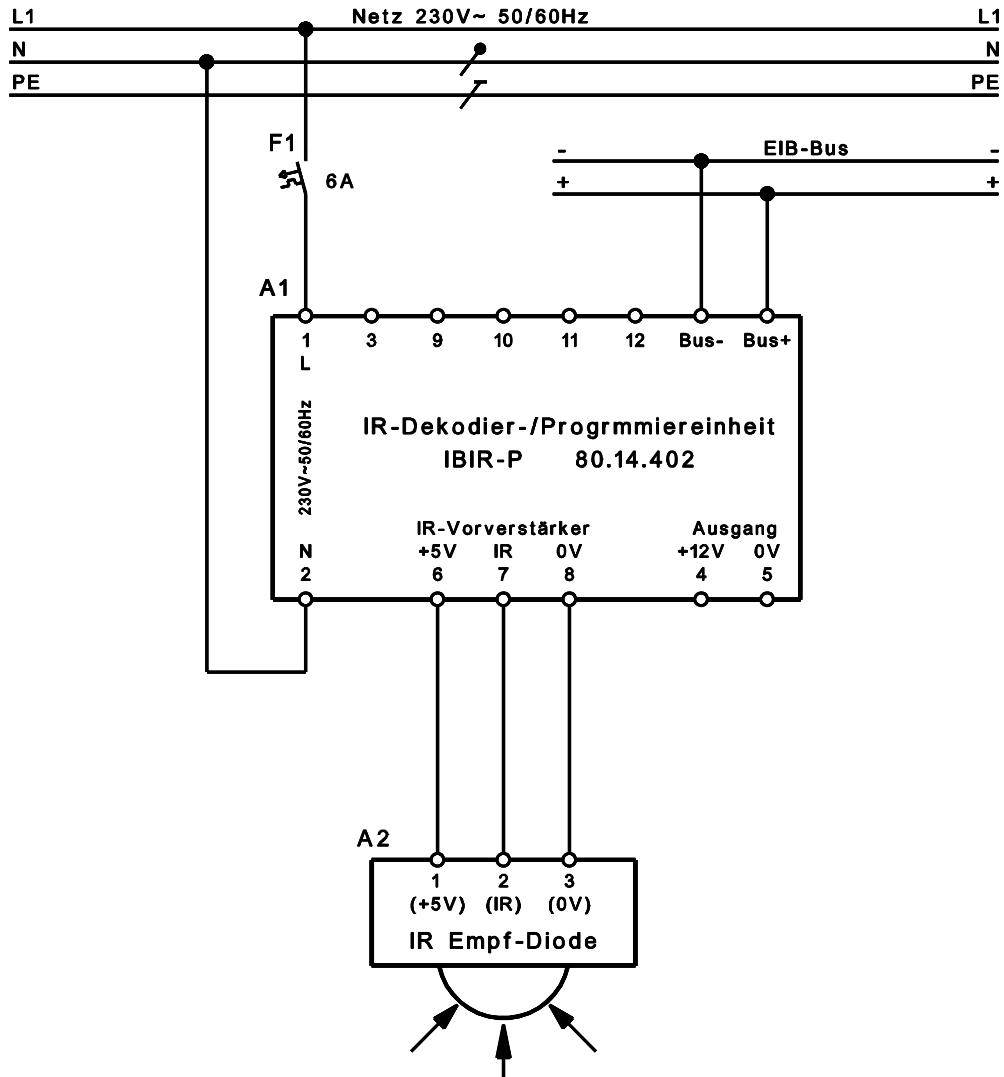 L1 Netz 230V~ 50/60Hz L1
N N
PE PE
F1
6A
- EIB-Bus -
+ +
A1
1 3 9 10 11 12 Bus- Bus+
L
230V~50/60Hz
IR-Dekodier-/Progrmmiereinheit
IBIR-P 80.14.402
IR-Vorverstärker Ausgang
N +5V IR 0V +12V 0V
2 6 7 8 4 5
A2
1 2 3
(+5V) (IR) (0V)
IR Empf-Diode